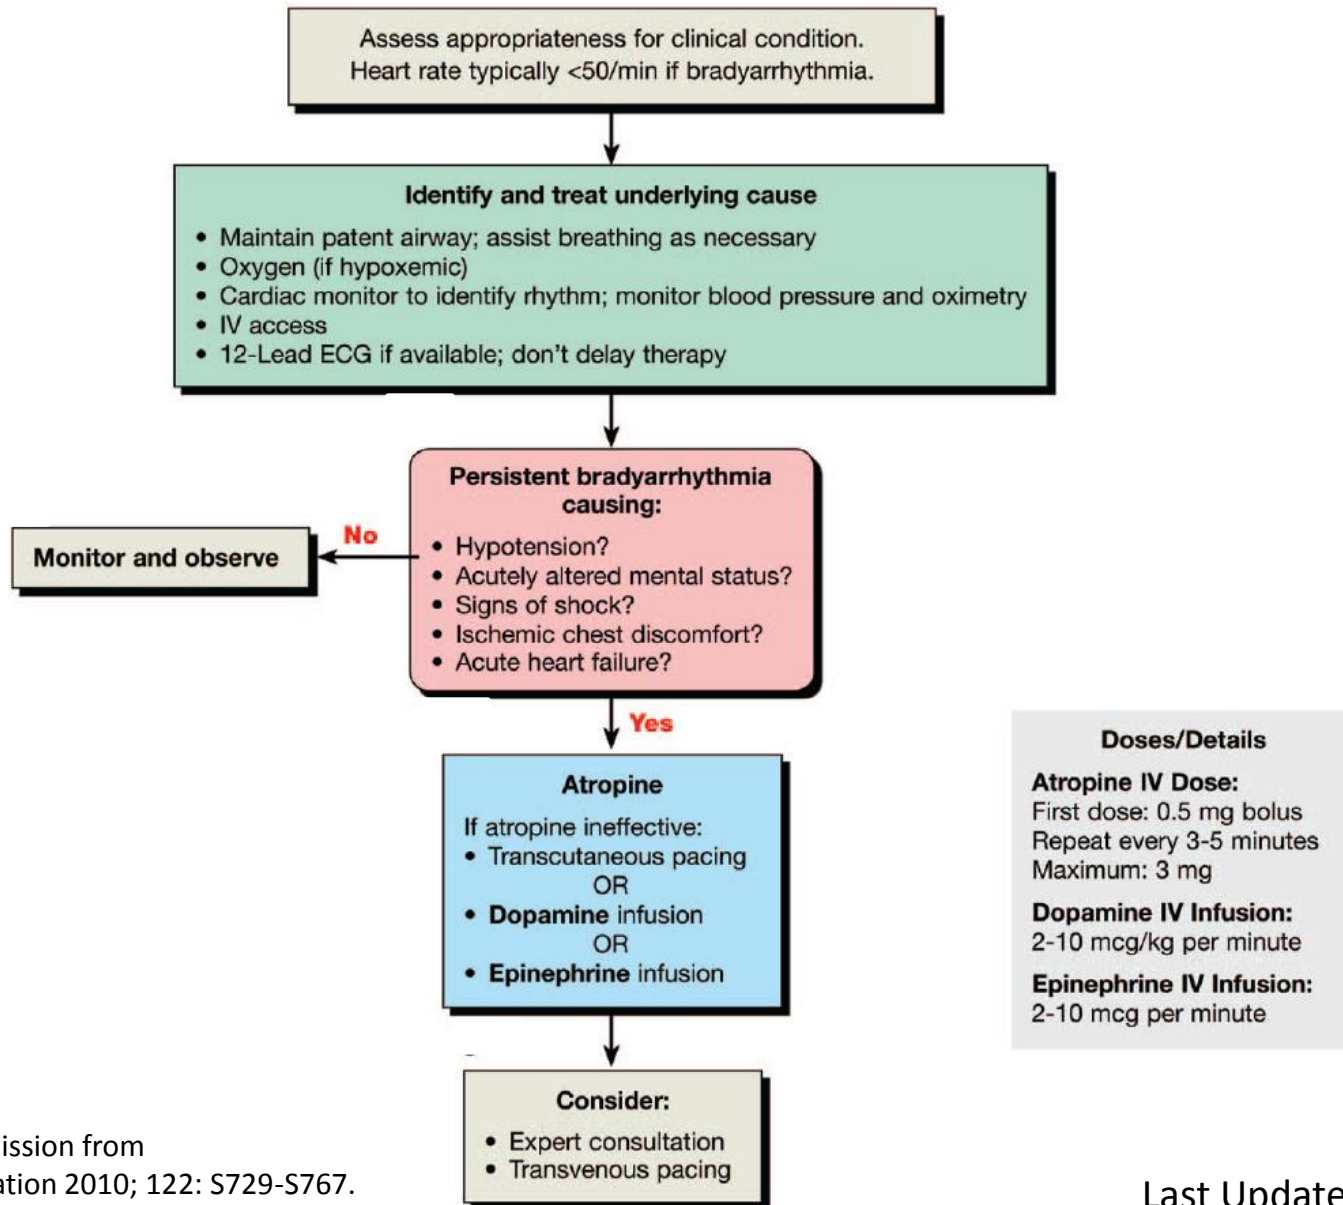 Assess appropriateness for clinical condition.
Heart rate typically <50/min if bradyarrhythmia.
Identify and treat underlying cause
• Maintain patent airway; assist breathing as necessary
• Oxygen (if hypoxemic)
• Cardiac monitor to identify rhythm; monitor blood pressure and oximetry
• IV access
• 12-Lead ECG if available; don't delay therapy
Persistent bradyarrhythmia
causing:
• Hypotension?
• Acutely altered mental status?
• Signs of shock?
• Ischemic chest discomfort?
• Acute heart failure?
No
Monitor and observe
Yes
Atropine
If atropine ineffective:
• Transcutaneous pacing
OR
• Dopamine infusion
OR
• Epinephrine infusion
Doses/Details
Atropine IV Dose:
First dose: 0.5 mg bolus
Repeat every 3-5 minutes
Maximum: 3 mg
Dopamine IV Infusion:
2-10 mcg/kg per minute
Epinephrine IV Infusion:
2-10 mcg per minute
Consider:
• Expert consultation
• Transvenous pacing
ission from
ation 2010; 122: S729-S767.
Last Update